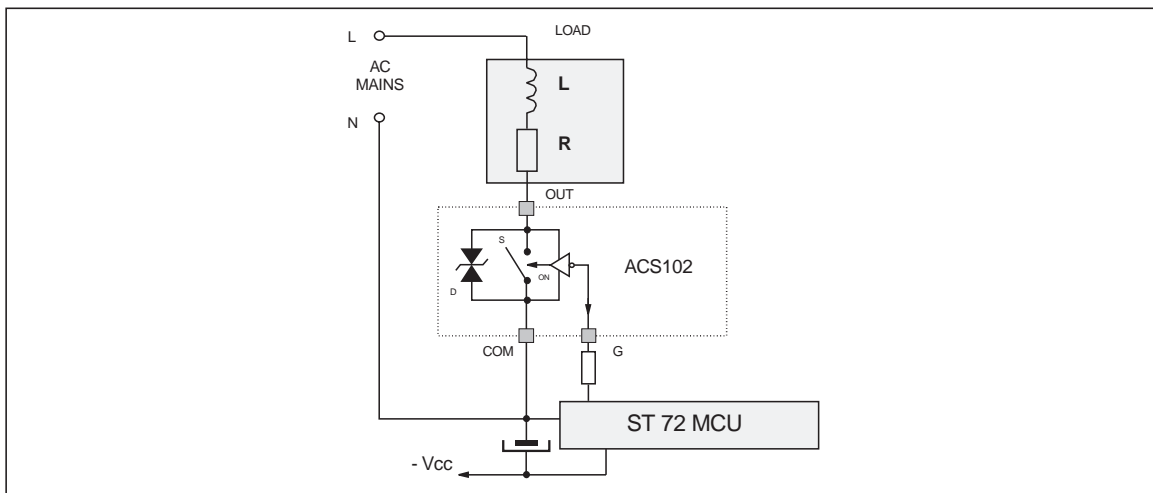 LOAD
L
AC
MAINS
L
N
R
OUT
S
ACS102
ON
D
COM
G
ST 72 MCU
- Vcc